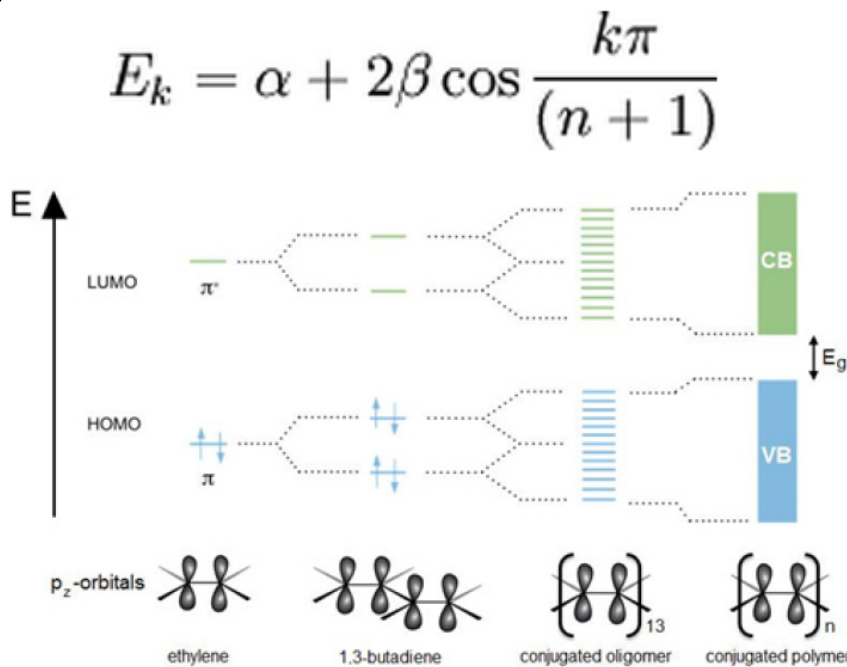 E_k = α + 2β cos kπ/(n + 1)
E
LUMO
π*
CB
E_g
HOMO
π
VB
p_z-orbitals
13
n
ethylene
1,3-butadiene
conjugated oligomer
conjugated polymer